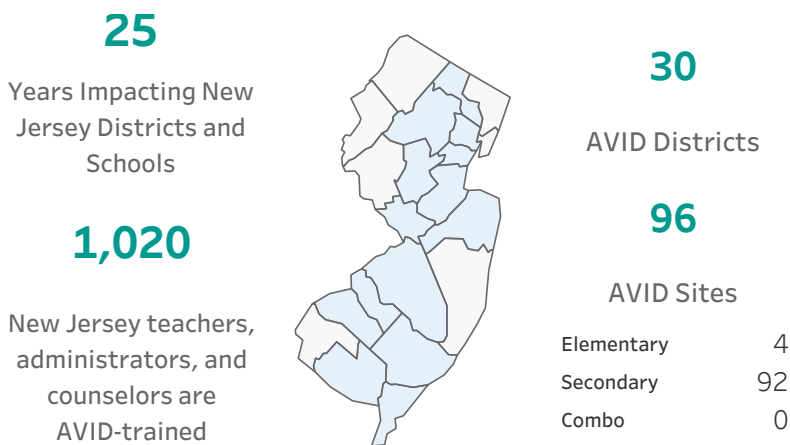 25
Years Impacting New
Jersey Districts and
Schools
1,020
New Jersey teachers,
administrators, and
counselors are
AVID-trained
30
AVID Districts
96
AVID Sites
Elementary 4
Secondary 92
Combo 0